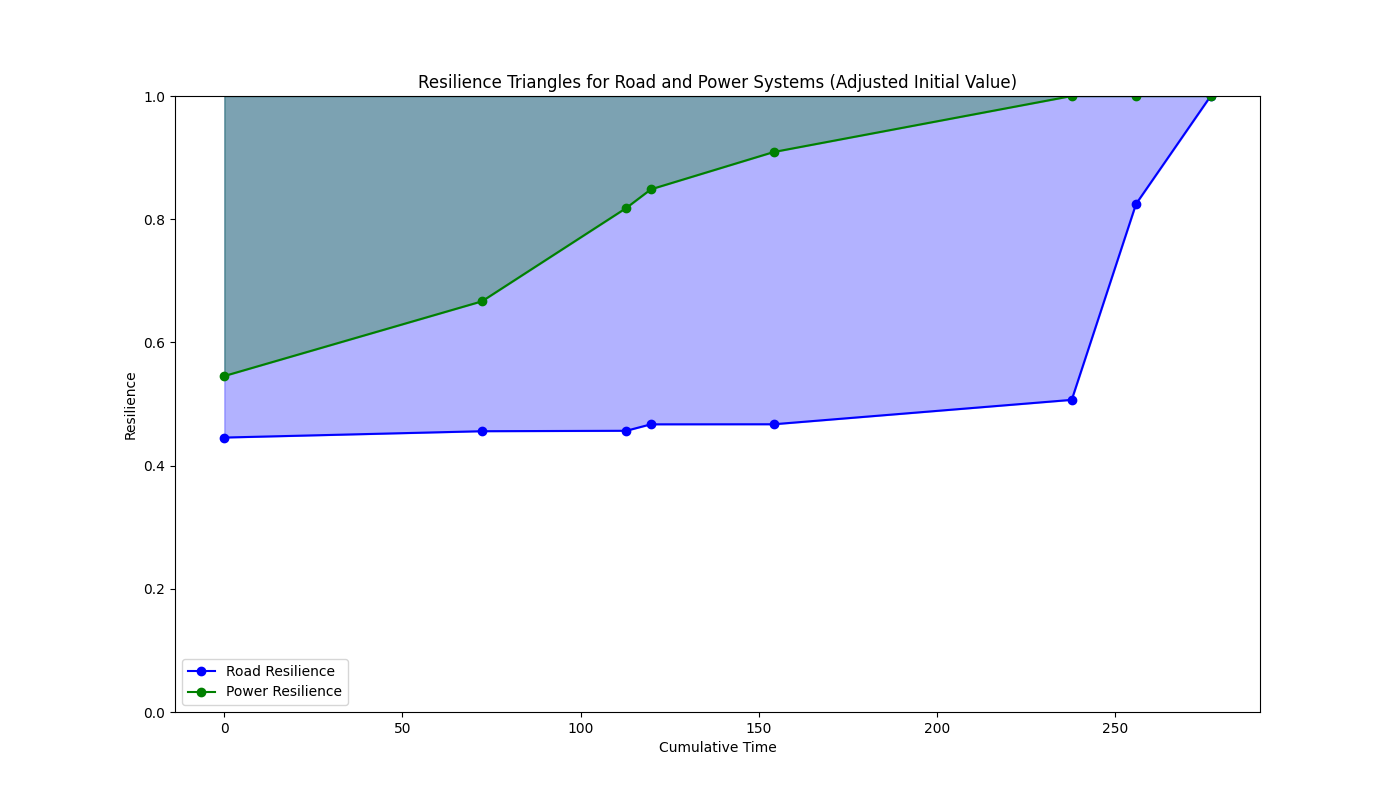 Resilience Triangles for Road and Power Systems (Adjusted Initial Value)
1.0
0.8
0.6
0.4
0.2
0.0
Resilience
Road Resilience
Power Resilience
0 50 100 150 200 250
Cumulative Time